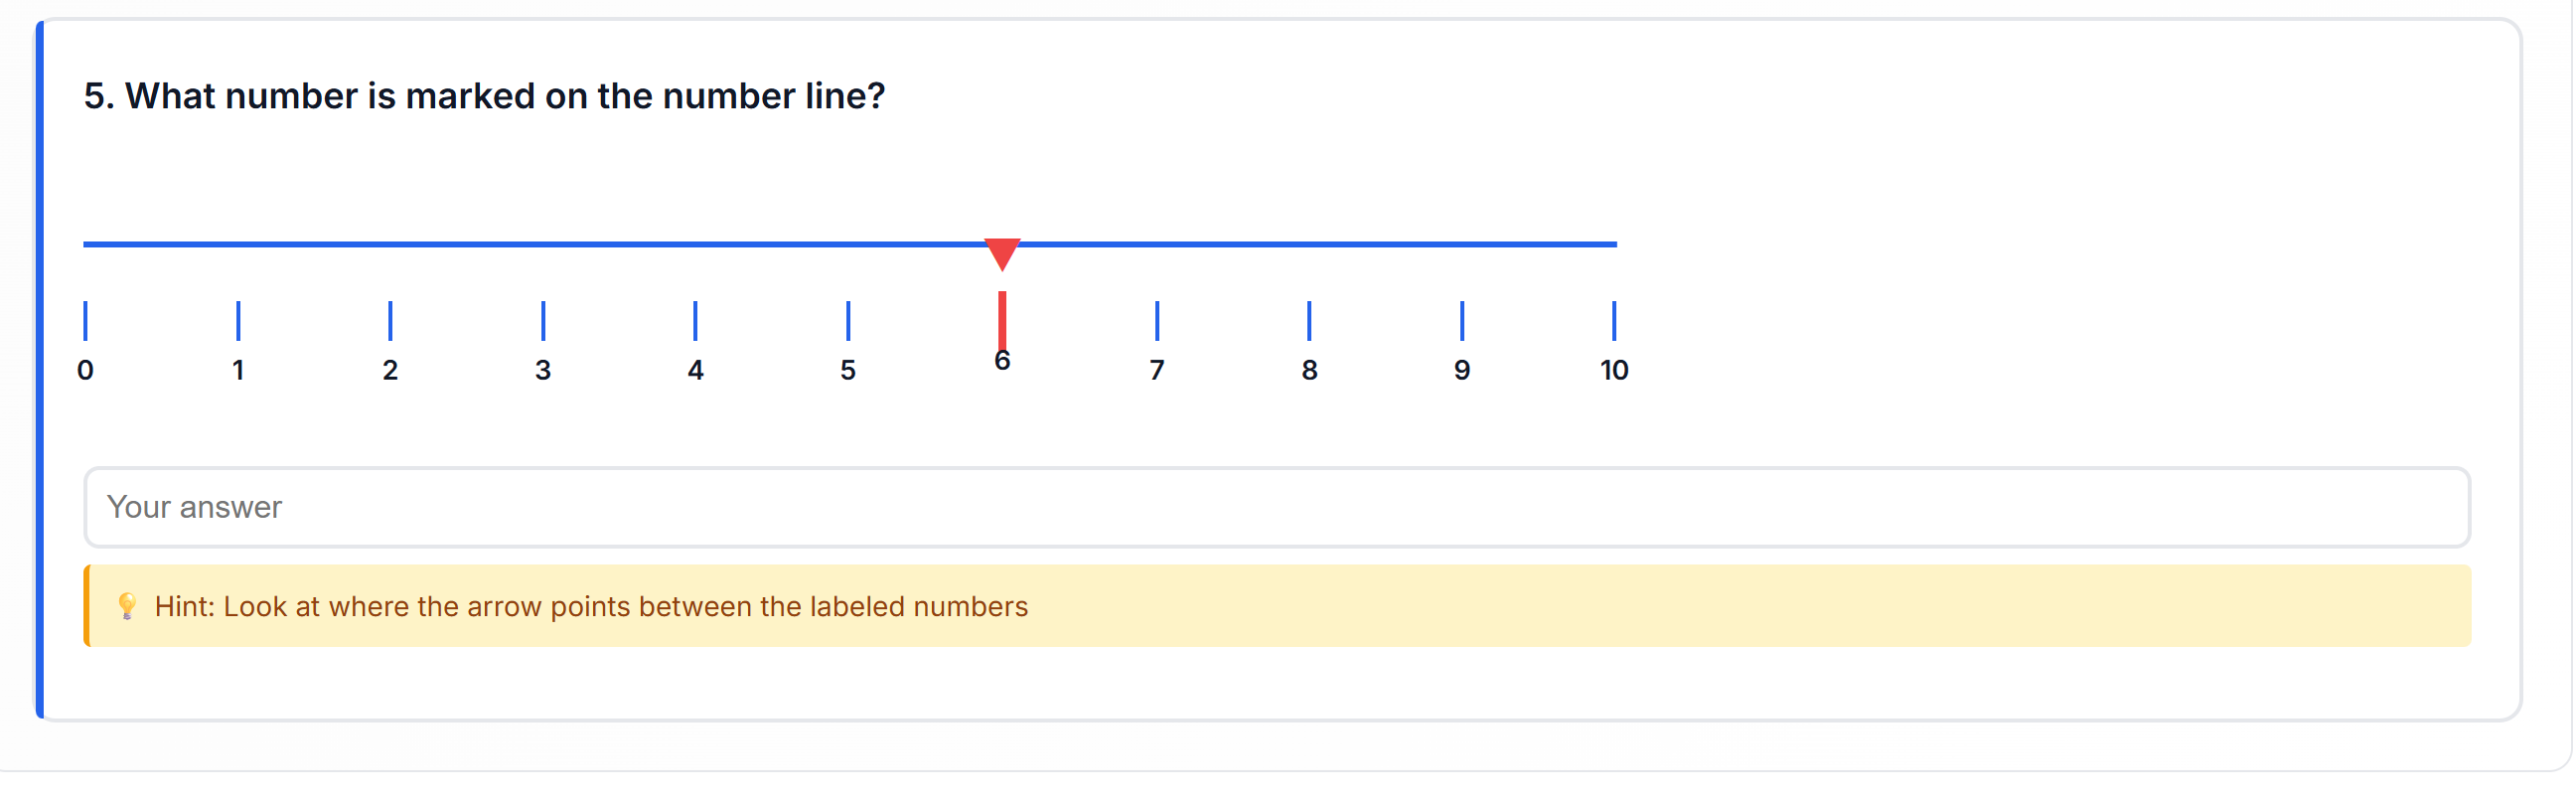 5. What number is marked on the number line?
0 1 2 3 4 5 6 7 8 9 10
Your answer
💡 Hint: Look at where the arrow points between the labeled numbers